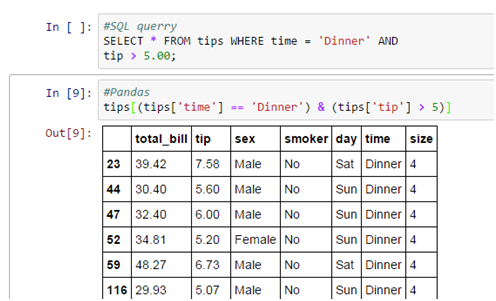 In [ ]: #SQL querry
SELECT * FROM tips WHERE time = 'Dinner' AND
tip > 5.00;
In [9]: #Pandas
tips[(tips['time'] == 'Dinner') & (tips['tip'] > 5)]
Out[9]:
total_bill tip sex smoker day time size
23 39.42 7.58 Male No Sat Dinner 4
44 30.40 5.60 Male No Sun Dinner 4
47 32.40 6.00 Male No Sun Dinner 4
52 34.81 5.20 Female No Sun Dinner 4
59 48.27 6.73 Male No Sat Dinner 4
116 29.93 5.07 Male No Sun Dinner 4